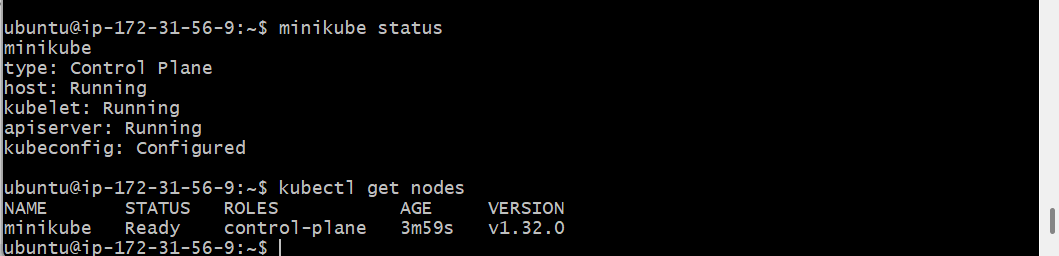 ubuntu@ip-172-31-56-9:~$ minikube status
minikube
type: Control Plane
host: Running
kubelet: Running
apiserver: Running
kubeconfig: Configured
ubuntu@ip-172-31-56-9:~$ kubectl get nodes
NAME       STATUS   ROLES           AGE     VERSION
minikube   Ready    control-plane   3m59s   v1.32.0
ubuntu@ip-172-31-56-9:~$